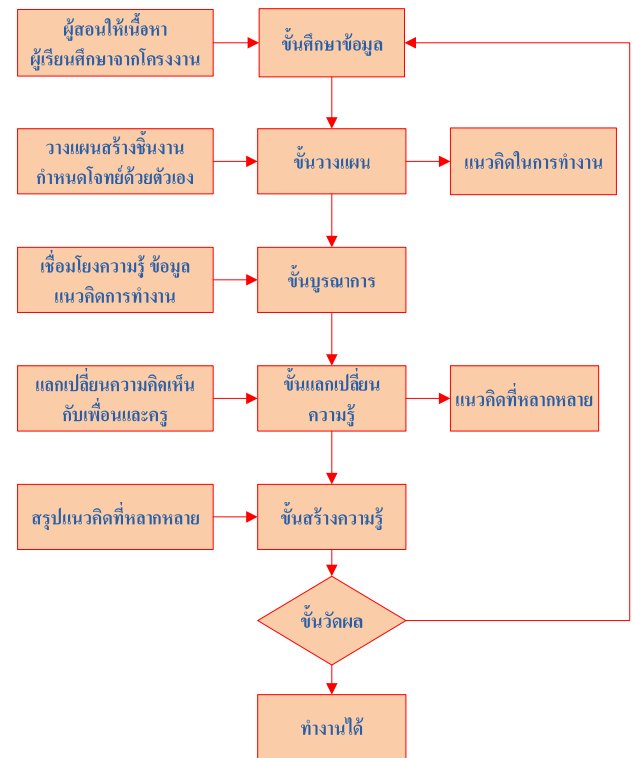 ผู้สอนให้เนื้อหา
ผู้เรียนศึกษาจากโครงงาน
ขั้นศึกษาข้อมูล
วางแผนสร้างชิ้นงาน
กำหนดโจทย์ด้วยตัวเอง
ขั้นวางแผน
แนวคิดในการทำงาน
เชื่อมโยงความรู้ ข้อมูล
แนวคิดการทำงาน
ขั้นบูรณาการ
แลกเปลี่ยนความคิดเห็น
กับเพื่อนและครู
ขั้นแลกเปลี่ยน
ความรู้
แนวคิดที่หลากหลาย
สรุปแนวคิดที่หลากหลาย
ขั้นสร้างความรู้
ขั้นวัดผล
ทำงานได้